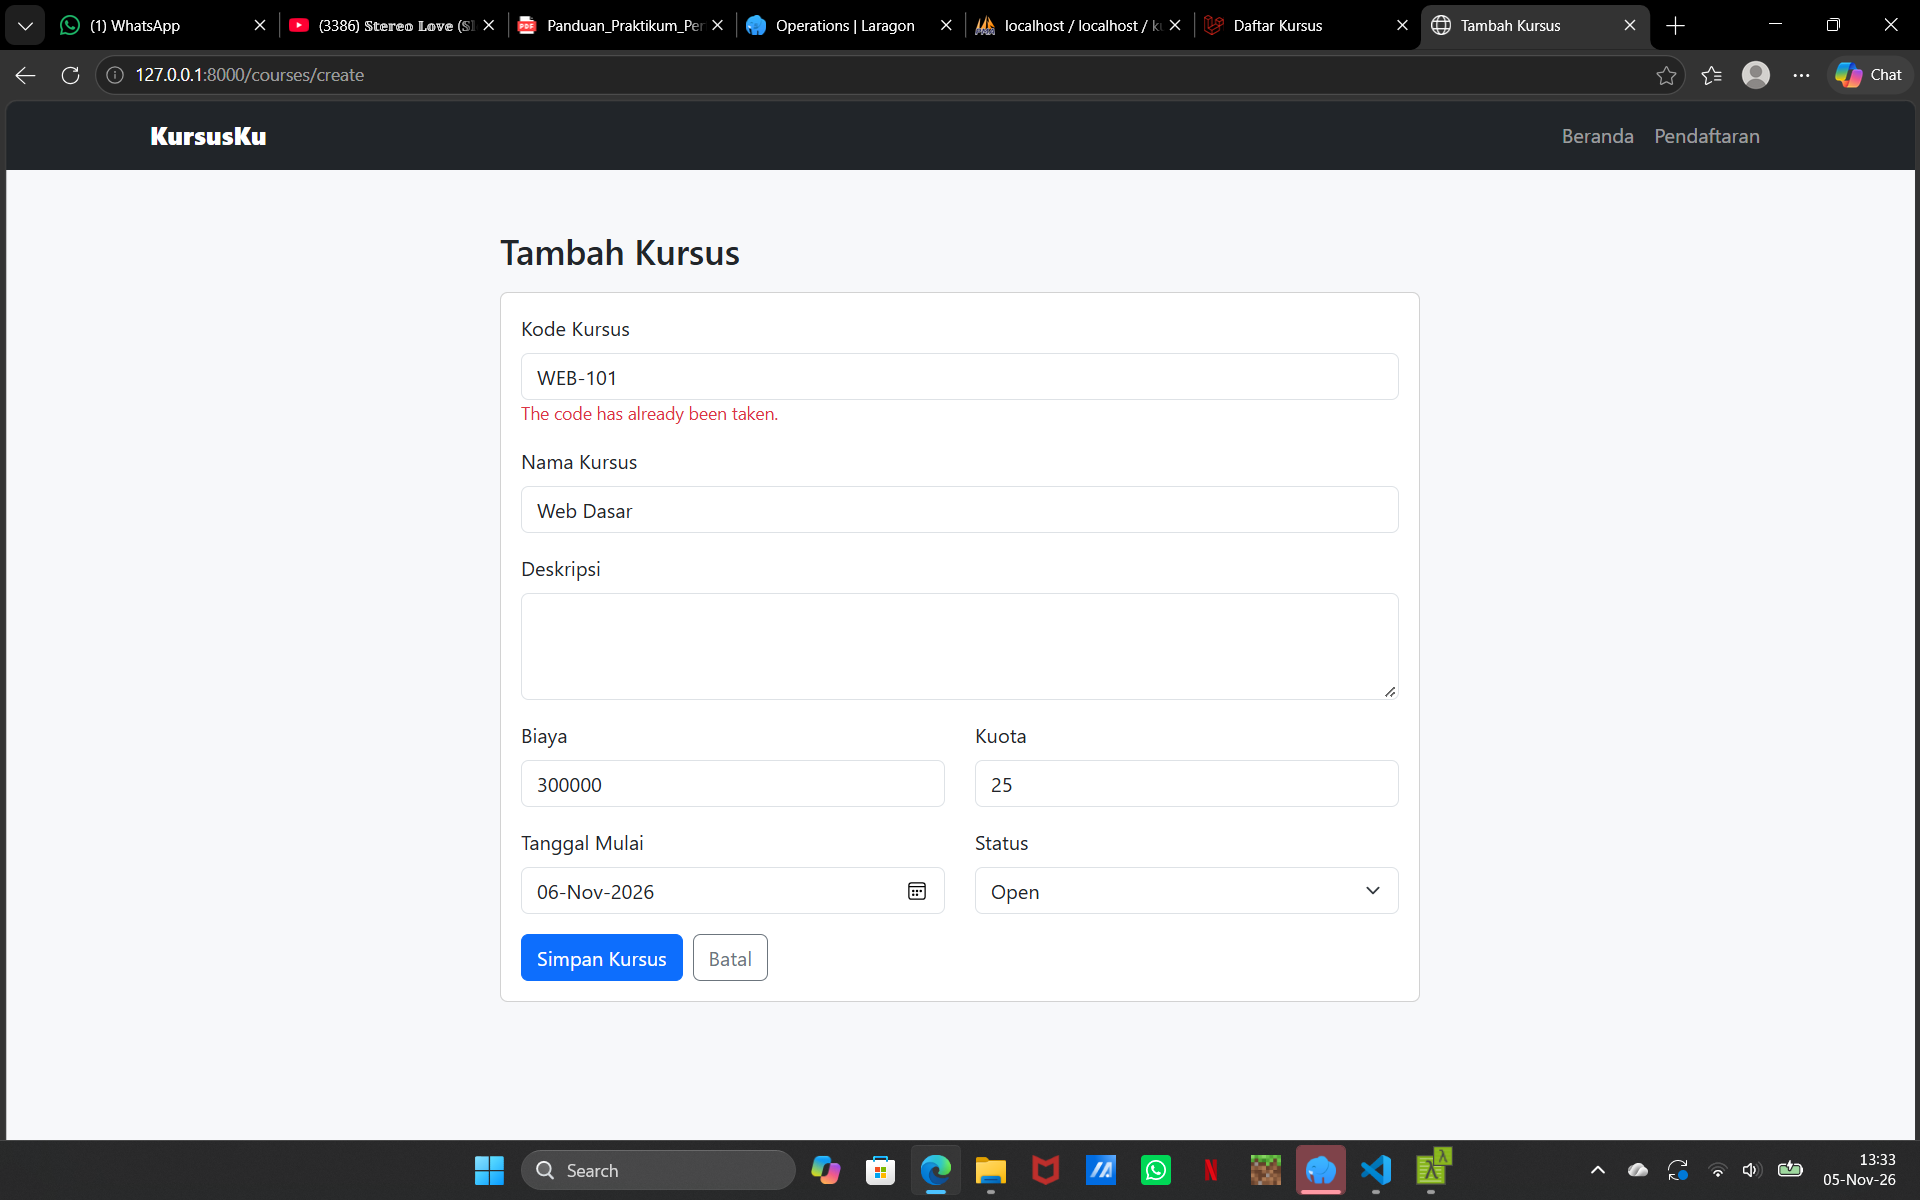 (1) WhatsApp
(3386) 𝕊𝕥𝕖𝕣𝕖𝕠 𝕃𝕠𝕧𝕖 (𝕊
Panduan_Praktikum_Per
Operations | Laragon
localhost / localhost / ku
Daftar Kursus
Tambah Kursus
127.0.0.1:8000/courses/create
Chat
KursusKu
Beranda
Pendaftaran
Tambah Kursus
Kode Kursus
WEB-101
The code has already been taken.
Nama Kursus
Web Dasar
Deskripsi
Biaya
Kuota
300000
25
Tanggal Mulai
Status
06-Nov-2026
Open
Simpan Kursus
Batal
Search
13:33
05-Nov-26